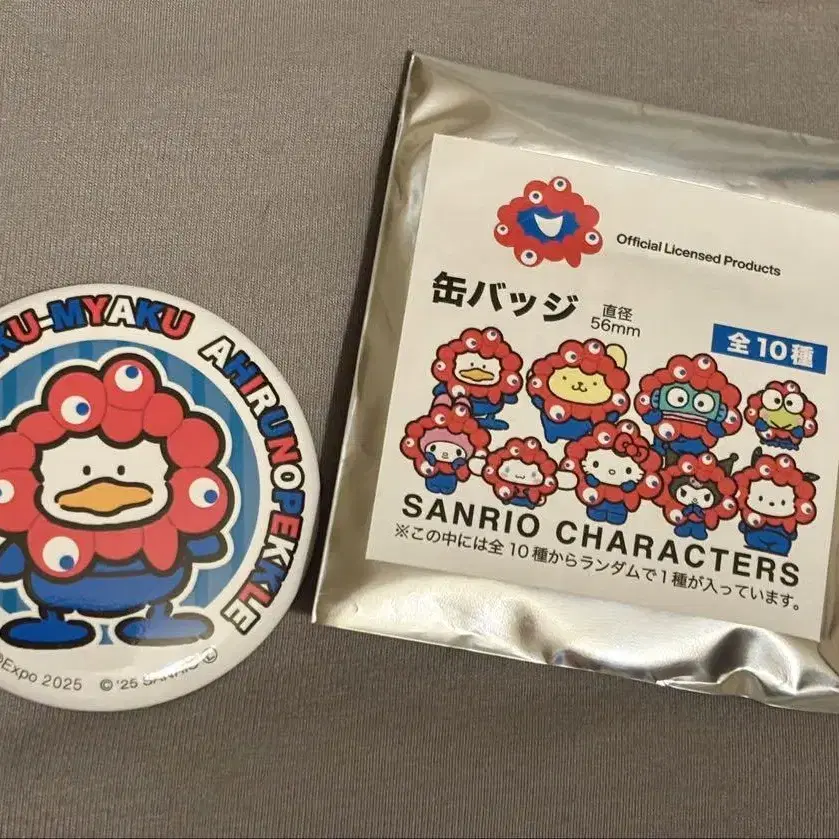 KU-MYAKU AHIRUNOPEKKLE
Expo 2025 © '25 SANRIO
Official Licensed Products
缶バッジ
直径
56mm
全10種
SANRIO CHARACTERS
※この中には全10種からランダムで1種が入っています。